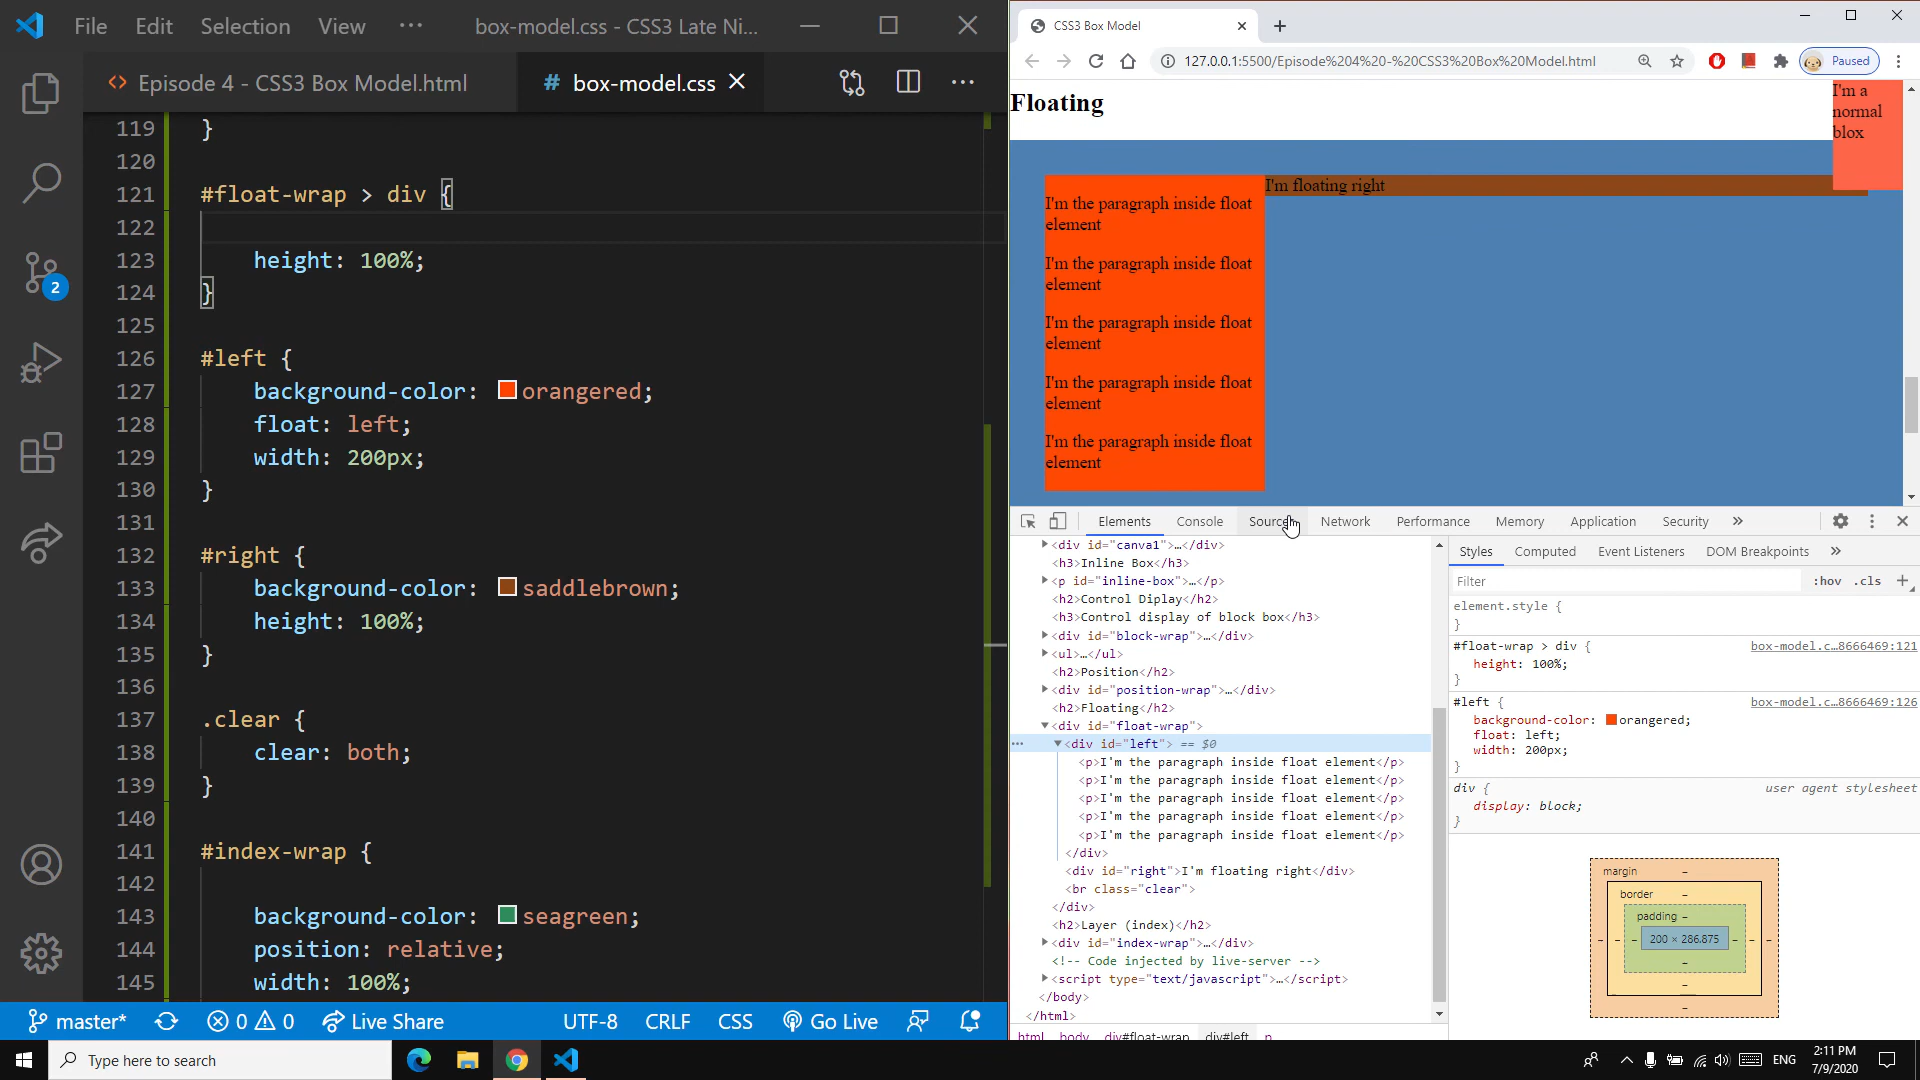 File Edit Selection View ··· box-model.css - CSS3 Late Ni...
<> Episode 4 - CSS3 Box Model.html
# box-model.css
119 }
120
121 #float-wrap > div {
122
123 height: 100%;
124 }
125
126 #left {
127 background-color: orangered;
128 float: left;
129 width: 200px;
130 }
131
132 #right {
133 background-color: saddlebrown;
134 height: 100%;
135 }
136
137 .clear {
138 clear: both;
139 }
140
141 #index-wrap {
142
143 background-color: seagreen;
144 position: relative;
145 width: 100%;
2
master* 0 0 Live Share UTF-8 CRLF CSS Go Live
CSS3 Box Model
127.0.0.1:5500/Episode%204%20-%20CSS3%20Box%20Model.html
Paused
Floating
I'm a
normal
blox
I'm floating right
I'm the paragraph inside float
element
I'm the paragraph inside float
element
I'm the paragraph inside float
element
I'm the paragraph inside float
element
I'm the paragraph inside float
element
Elements Console Sources Network Performance Memory Application Security »
<div id="canva1">…</div>
<h3>Inline Box</h3>
<p id="inline-box">…</p>
<h2>Control Diplay</h2>
<h3>Control display of block box</h3>
<div id="block-wrap">…</div>
<ul>…</ul>
<h2>Position</h2>
<div id="position-wrap">…</div>
<h2>Floating</h2>
<div id="float-wrap">
<div id="left"> == $0
<p>I'm the paragraph inside float element</p>
<p>I'm the paragraph inside float element</p>
<p>I'm the paragraph inside float element</p>
<p>I'm the paragraph inside float element</p>
<p>I'm the paragraph inside float element</p>
</div>
<div id="right">I'm floating right</div>
<br class="clear">
</div>
<h2>Layer (index)</h2>
<div id="index-wrap">…</div>
<!-- Code injected by live-server -->
<script type="text/javascript">…</script>
</body>
</html>
html body div#float-wrap div#left p
Styles Computed Event Listeners DOM Breakpoints »
Filter :hov .cls +
element.style {
}
#float-wrap > div { box-model.c…8666469:121
height: 100%;
}
#left { box-model.c…8666469:126
background-color: orangered;
float: left;
width: 200px;
}
div { user agent stylesheet
display: block;
}
margin -
border -
padding -
- - - 200 × 286.875 - - -
-
-
-
Type here to search
ENG
2:11 PM
7/9/2020